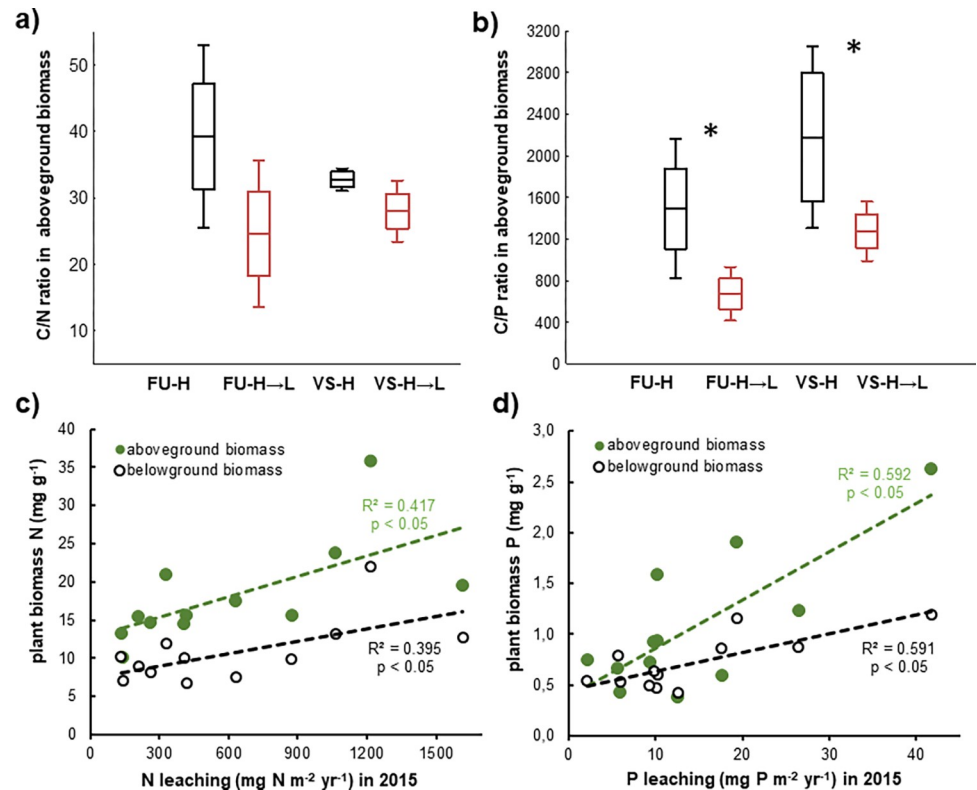 a)
C/N ratio in aboveground biomass
50
40
30
20
10
FU-H FU-H→L VS-H VS-H→L
b)
C/P ratio in aboveground biomass
3200
2800
2400
2000
1600
1200
800
400
0
*
*
FU-H FU-H→L VS-H VS-H→L
c)
plant biomass N (mg g-1)
40
35
30
25
20
15
10
5
0
aboveground biomass
belowground biomass
R² = 0.417
p < 0.05
R² = 0.395
p < 0.05
0 300 600 900 1200 1500
N leaching (mg N m-2 yr-1) in 2015
d)
plant biomass P (mg g-1)
3,0
2,5
2,0
1,5
1,0
0,5
0,0
aboveground biomass
belowground biomass
R² = 0.592
p < 0.05
R² = 0.591
p < 0.05
0 10 20 30 40
P leaching (mg P m-2 yr-1) in 2015